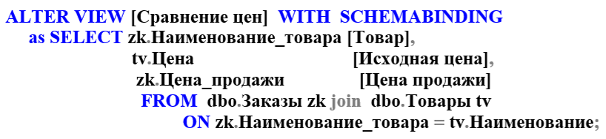 ALTER VIEW [Сравнение цен] WITH SCHEMABINDING
as SELECT zk.Наименование_товара [Товар],
tv.Цена [Исходная цена],
zk.Цена_продажи [Цена продажи]
FROM dbo.Заказы zk join dbo.Товары tv
ON zk.Наименование_товара = tv.Наименование;